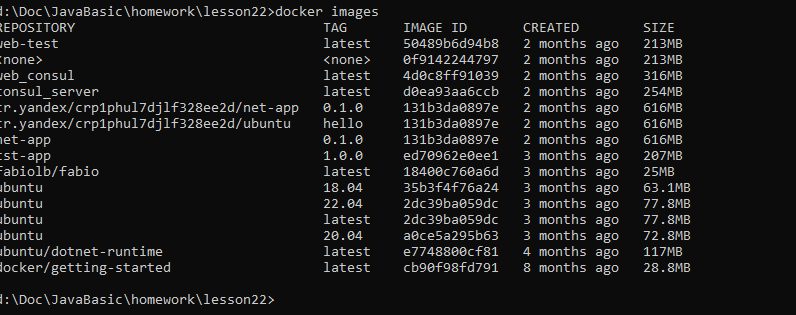 d:\Doc\JavaBasic\homework\lesson22>docker images
REPOSITORY TAG IMAGE ID CREATED SIZE
web-test latest 50489b6d94b8 2 months ago 213MB
<none> <none> 0f9142244797 2 months ago 213MB
web_consul latest 4d0c8ff91039 2 months ago 316MB
consul_server latest d0ea93aa6ccb 2 months ago 254MB
cr.yandex/crp1phul7djlf328ee2d/net-app 0.1.0 131b3da0897e 2 months ago 616MB
cr.yandex/crp1phul7djlf328ee2d/ubuntu hello 131b3da0897e 2 months ago 616MB
net-app 0.1.0 131b3da0897e 2 months ago 616MB
tst-app 1.0.0 ed70962e0ee1 3 months ago 207MB
fabiolb/fabio latest 18400c760a6d 3 months ago 25MB
ubuntu 18.04 35b3f4f76a24 3 months ago 63.1MB
ubuntu 22.04 2dc39ba059dc 3 months ago 77.8MB
ubuntu latest 2dc39ba059dc 3 months ago 77.8MB
ubuntu 20.04 a0ce5a295b63 3 months ago 72.8MB
ubuntu/dotnet-runtime latest e7748800cf81 4 months ago 117MB
docker/getting-started latest cb90f98fd791 8 months ago 28.8MB
d:\Doc\JavaBasic\homework\lesson22>